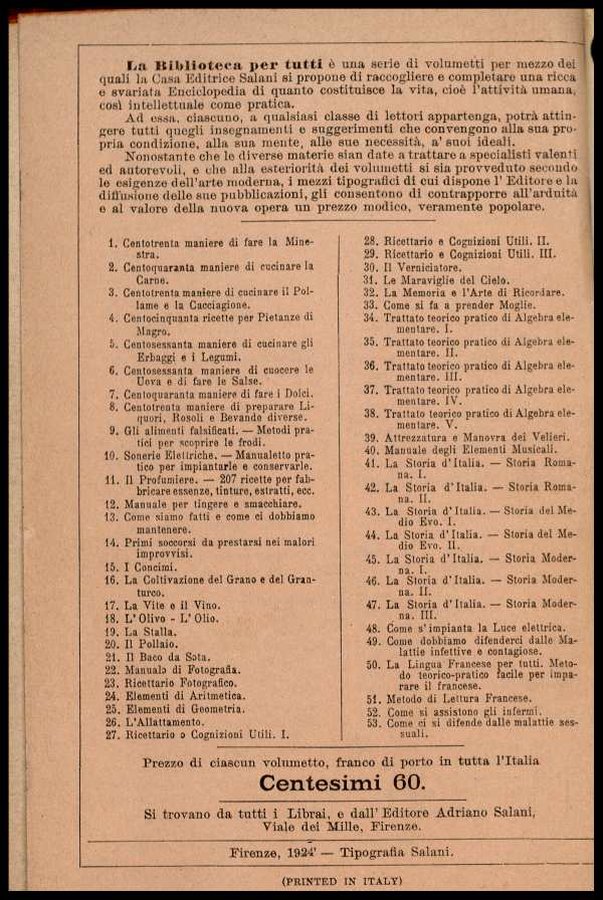 La Biblioteca per tutti è una serie di volumetti per mezzo dei
quali la Casa Editrice Salani si propone di raccogliere e completare una ricca
e svariata Enciclopedia di quanto costituisce la vita, cioè l'attività umana,
così intellettuale come pratica.
Ad essa, ciascuno, a qualsiasi classe di lettori appartenga, potrà attin-
gere tutti quegli insegnamenti e suggerimenti che convengono alla sua pro-
pria condizione, alla sua mente, alle sue necessità, a' suoi ideali.
Nonostante che le diverse materie sian date a trattare a specialisti valenti
ed autorevoli, e che alla esteriorità dei volumetti si sia provveduto secondo
le esigenze dell'arte moderna, i mezzi tipografici di cui dispone l' Editore e la
diffusione delle sue pubblicazioni, gli consentono di contrapporre all'arduità
e al valore della nuova opera un prezzo modico, veramente popolare.
1. Centotrenta maniere di fare la Mine-
stra.
2. Centoquaranta maniere di cucinare la
Carne.
3. Centotrenta maniere di cucinare il Pol-
lame e la Cacciagione.
4. Centocinquanta ricette per Pietanze di
Magro.
5. Centosessanta maniere di cucinare gli
Erbaggi e i Legumi.
6. Centosessanta maniere di cuocere le
Uova e di fare le Salse.
7. Centoquaranta maniere di fare i Dolci.
8. Centotrenta maniere di preparare Li-
quori, Rosoli e Bevande diverse.
9. Gli alimenti falsificati. — Metodi pra-
tici per scoprire le frodi.
10. Sonerie Elettriche. — Manualetto pra-
tico per impiantarle e conservarle.
11. Il Profumiere. — 207 ricette per fab-
bricare essenze, tinture, estratti, ecc.
12. Manuale per tingere e smacchiare.
13. Come siamo fatti e come ci dobbiamo
mantenere.
14. Primi soccorsi da prestarsi nei malori
improvvisi.
15. I Concimi.
16. La Coltivazione del Grano e del Gran-
turco.
17. La Vite e il Vino.
18. L' Olivo - L' Olio.
19. La Stalla.
20. Il Pollaio.
21. Il Baco da Seta.
22. Manuale di Fotografia.
23. Ricettario Fotografico.
24. Elementi di Aritmetica.
25. Elementi di Geometria.
26. L'Allattamento.
27. Ricettario e Cognizioni Utili. I.
28. Ricettario e Cognizioni Utili. II.
29. Ricettario e Cognizioni Utili. III.
30. Il Verniciatore.
31. Le Maraviglie del Cielo.
32. La Memoria e l'Arte di Ricordare.
33. Come si fa a prender Moglie.
34. Trattato teorico pratico di Algebra ele-
mentare. I.
35. Trattato teorico pratico di Algebra ele-
mentare. II.
36. Trattato teorico pratico di Algebra ele-
mentare. III.
37. Trattato teorico pratico di Algebra ele-
mentare. IV.
38. Trattato teorico pratico di Algebra ele-
mentare. V.
39. Attrezzatura e Manovra dei Velieri.
40. Manuale degli Elementi Musicali.
41. La Storia d' Italia. — Storia Roma-
na. I.
42. La Storia d' Italia. — Storia Roma-
na. II.
43. La Storia d' Italia. — Storia del Me-
dio Evo. I.
44. La Storia d' Italia. — Storia del Me-
dio Evo. II.
45. La Storia d' Italia. — Storia Moder-
na. I.
46. La Storia d' Italia. — Storia Moder-
na. II.
47. La Storia d' Italia. — Storia Moder-
na. III.
48. Come s' impianta la Luce elettrica.
49. Come dobbiamo difenderci dalle Ma-
lattie infettive e contagiose.
50. La Lingua Francese per tutti. Meto-
do teorico-pratico facile per impa-
rare il francese.
51. Metodo di Lettura Francese.
52. Come si assistono gli infermi.
53. Come ci si difende dalle malattie ses-
suali.
Prezzo di ciascun volumetto, franco di porto in tutta l'Italia
Centesimi 60.
Si trovano da tutti i Librai, e dall' Editore Adriano Salani,
Viale dei Mille, Firenze.
Firenze, 1924 — Tipografia Salani.
(PRINTED IN ITALY)